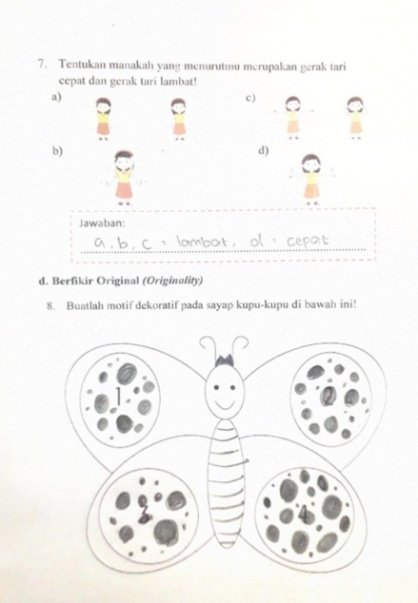 7. Tentukan manakah yang menurutmu merupakan gerak tari
cepat dan gerak tari lambat!
a)
c)
b)
d)
Jawaban:
a, b, c = lambat, d = cepat
d. Berfikir Original (Originality)
8. Buatlah motif dekoratif pada sayap kupu-kupu di bawah ini!
1
2
3
4